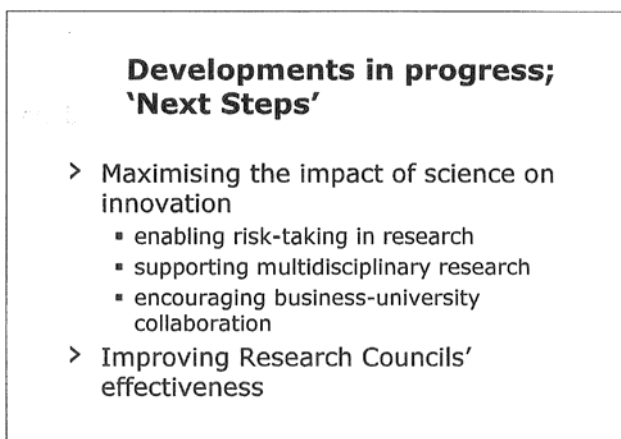 Developments in progress;
‘Next Steps’
> Maximising the impact of science on
innovation
▪ enabling risk-taking in research
▪ supporting multidisciplinary research
▪ encouraging business-university
collaboration
> Improving Research Councils’
effectiveness